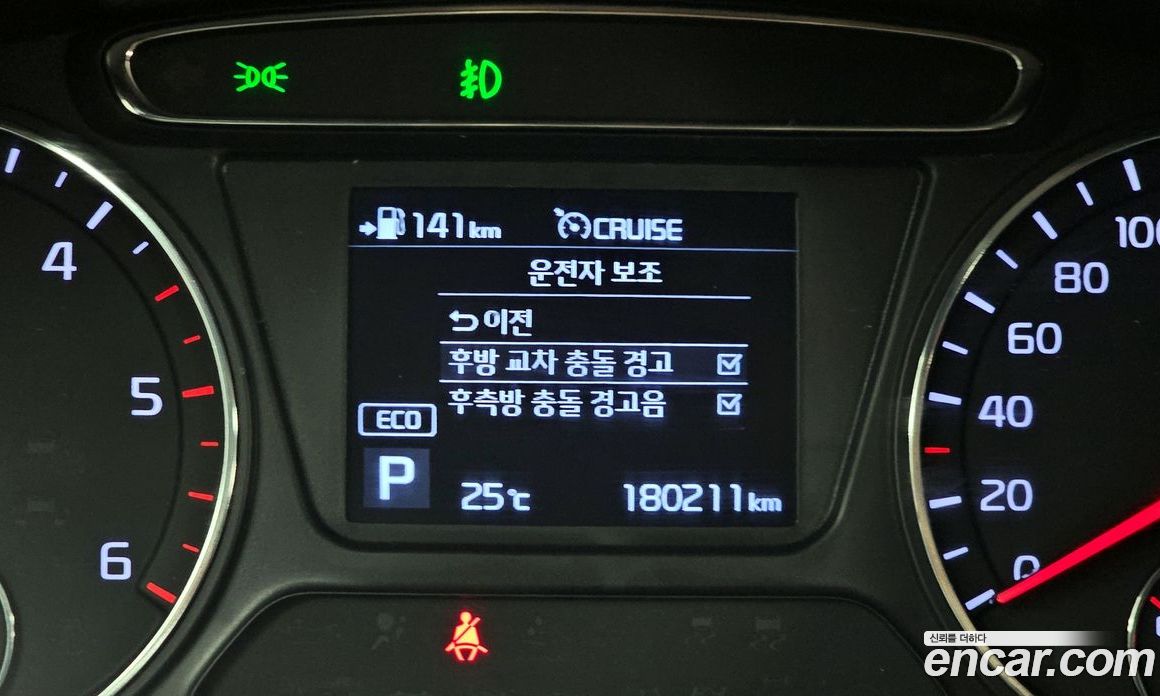 141km CRUISE
운전자 보조
이전
후방 교차 충돌 경고
후측방 충돌 경고음
ECO
P
25℃ 180211km
4
5
6
100
80
60
40
20
0
신뢰를 더하다
encar.com